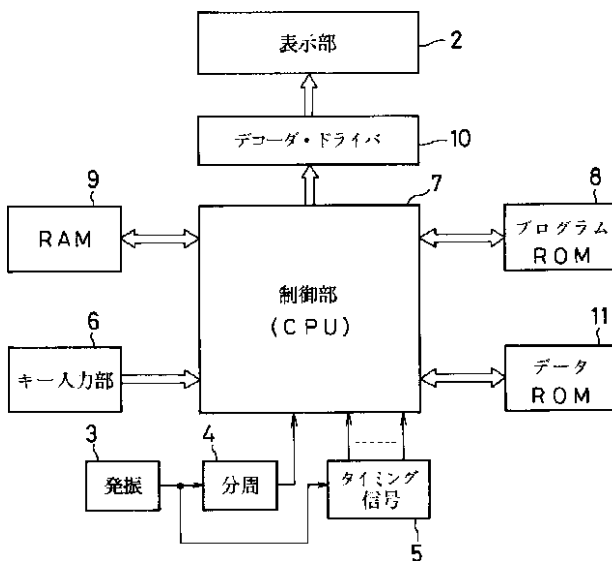 表示部
2
デコーダ・ドライバ
10
7
9
RAM
8
プログラム
ROM
制御部
(CPU)
6
キー入力部
11
データ
ROM
3
発振
4
分周
タイミング
信号
5